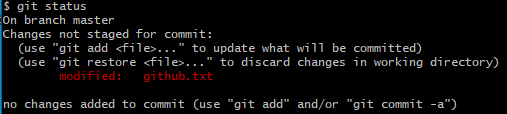 $ git status
On branch master
Changes not staged for commit:
  (use "git add <file>..." to update what will be committed)
  (use "git restore <file>..." to discard changes in working directory)
        modified:   github.txt

no changes added to commit (use "git add" and/or "git commit -a")